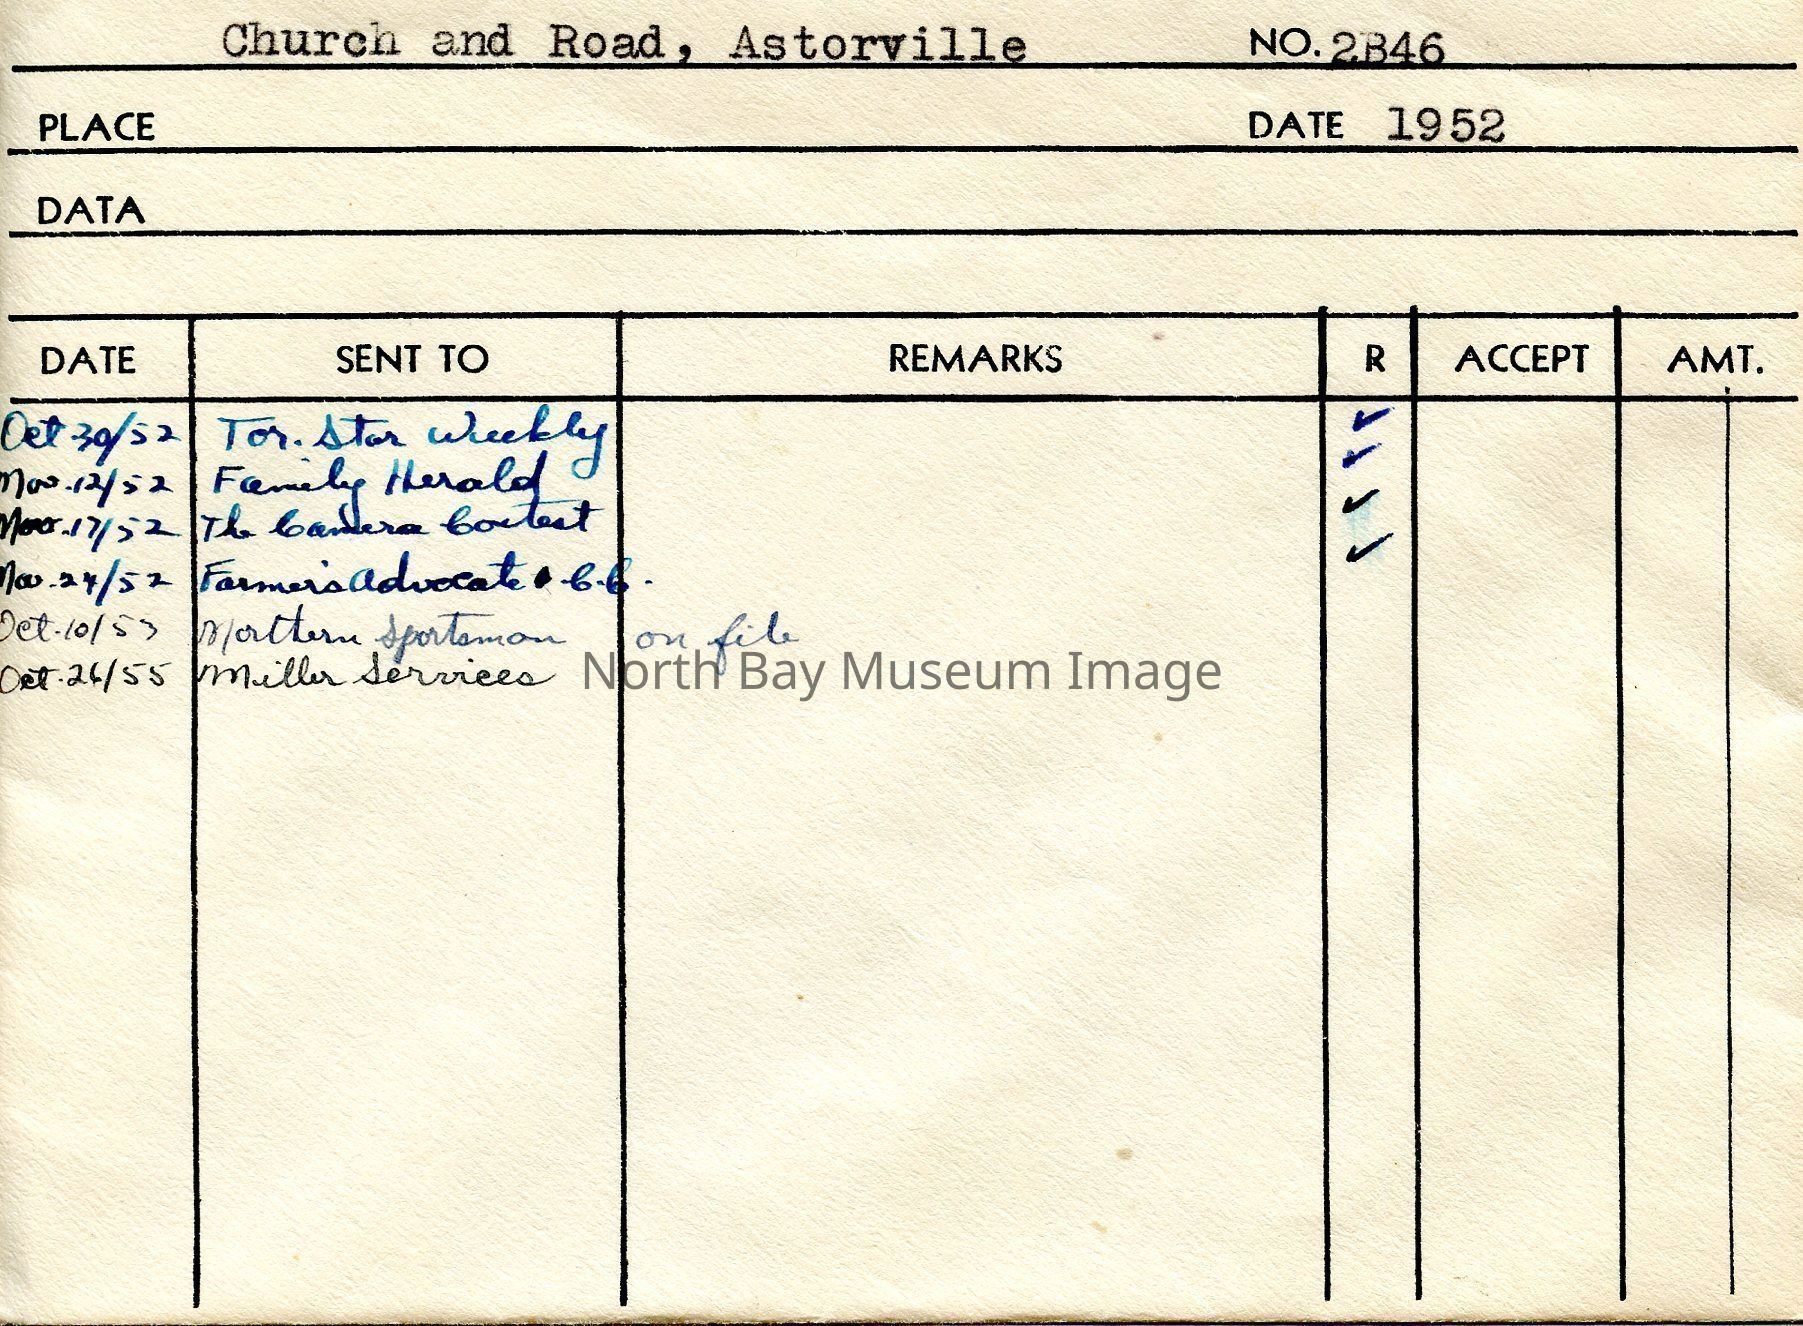 Church and Road, Astorville NO. 2B46
PLACE DATE 1952
DATA
DATE SENT TO REMARKS R ACCEPT AMT.
Oct 30/52 Tor. Star Weekly ✓
Nov. 12/52 Family Herald ✓
Nov. 17/52 The Camera Contest ✓
Nov. 24/52 Farmer's Advocate C.C. ✓
Oct. 10/53 Northern Sportsman on file
Oct. 26/55 Miller Services
North Bay Museum Image